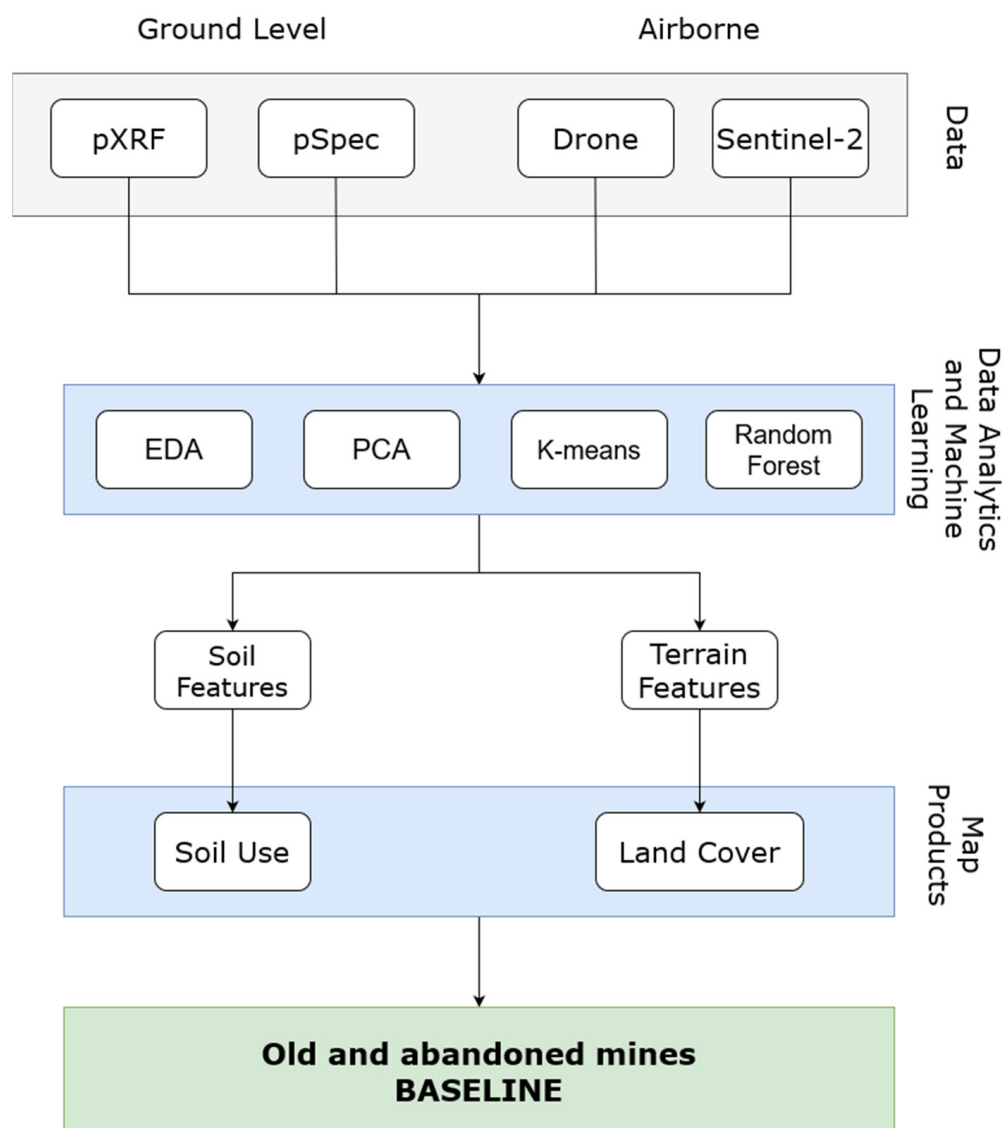 Ground Level
Airborne
pXRF
pSpec
Drone
Sentinel-2
Data
EDA
PCA
K-means
Random
Forest
Data Analytics
and Machine
Learning
Soil
Features
Terrain
Features
Soil Use
Land Cover
Map
Products
Old and abandoned mines
BASELINE